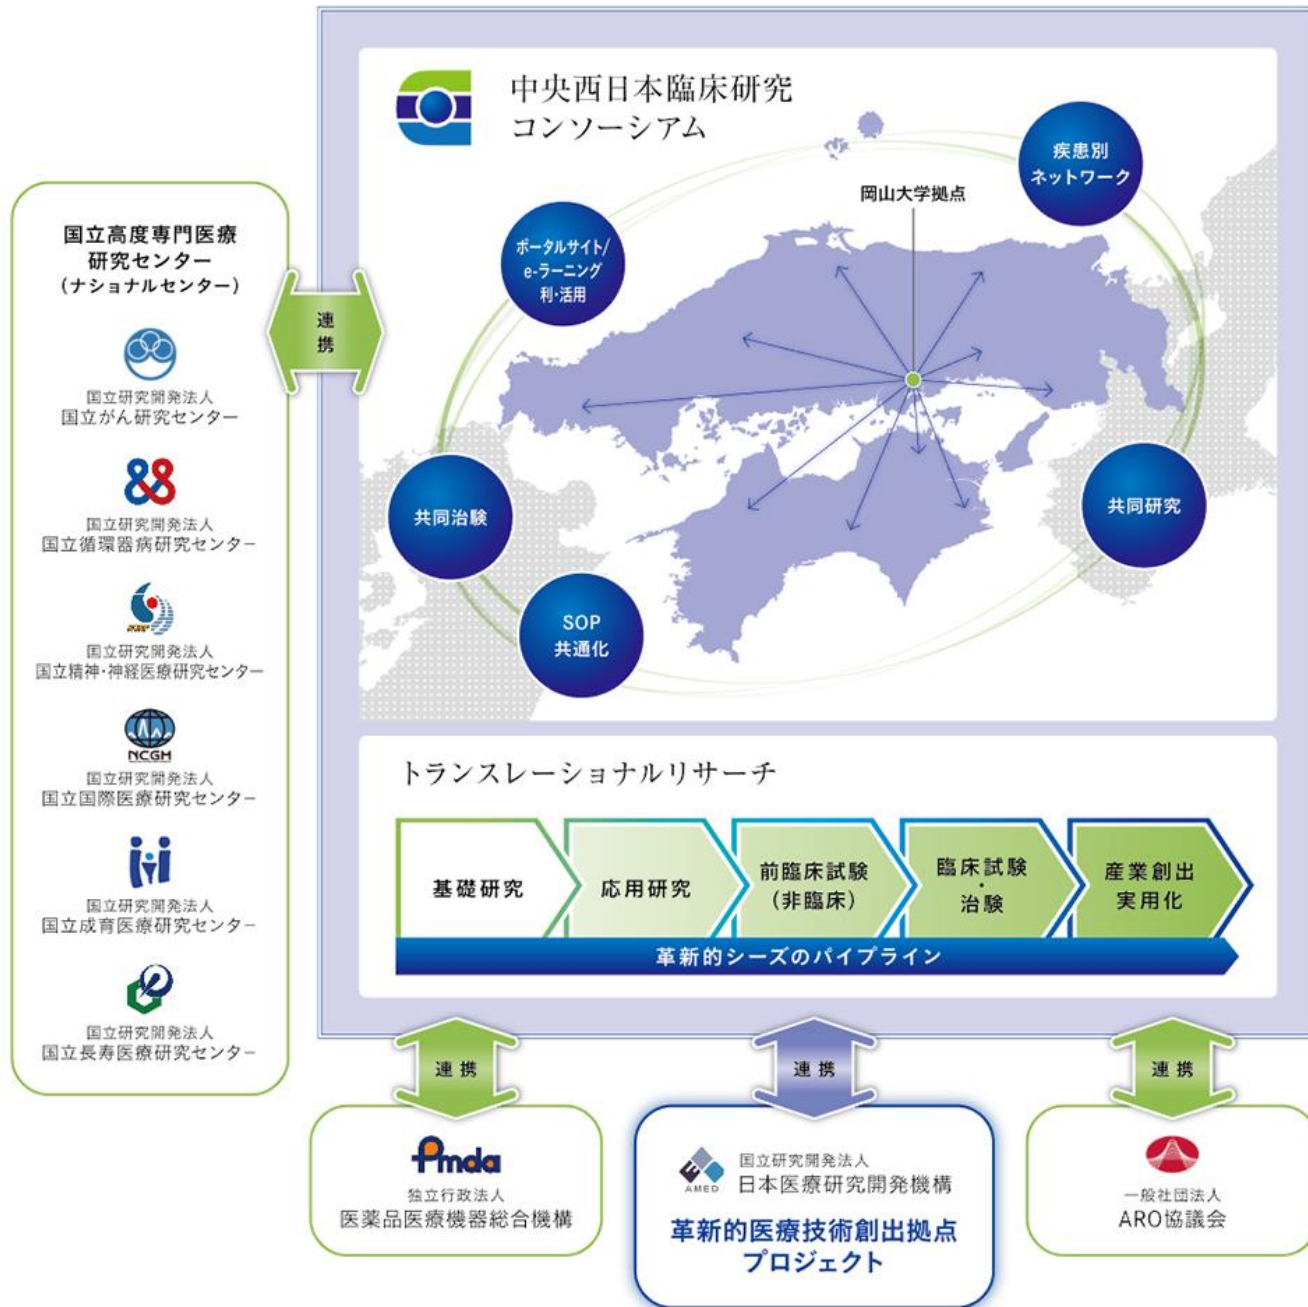 中央西日本臨床研究
コンソーシアム
疾患別
ネットワーク
岡山大学拠点
ポータルサイト/
e-ラーニング
利・活用
共同治験
SOP
共通化
共同研究
国立高度専門医療
研究センター
(ナショナルセンター)
国立研究開発法人
国立がん研究センター
国立研究開発法人
国立循環器病研究センター
国立研究開発法人
国立精神・神経医療研究センター
NCGM
国立研究開発法人
国立国際医療研究センター
国立研究開発法人
国立成育医療研究センター
国立研究開発法人
国立長寿医療研究センター
連携
トランスレーショナルリサーチ
基礎研究
応用研究
前臨床試験
(非臨床)
臨床試験
・
治験
産業創出
実用化
革新的シーズのパイプライン
連携
連携
連携
Pmda
独立行政法人
医薬品医療機器総合機構
AMED
国立研究開発法人
日本医療研究開発機構
革新的医療技術創出拠点
プロジェクト
一般社団法人
ARO協議会